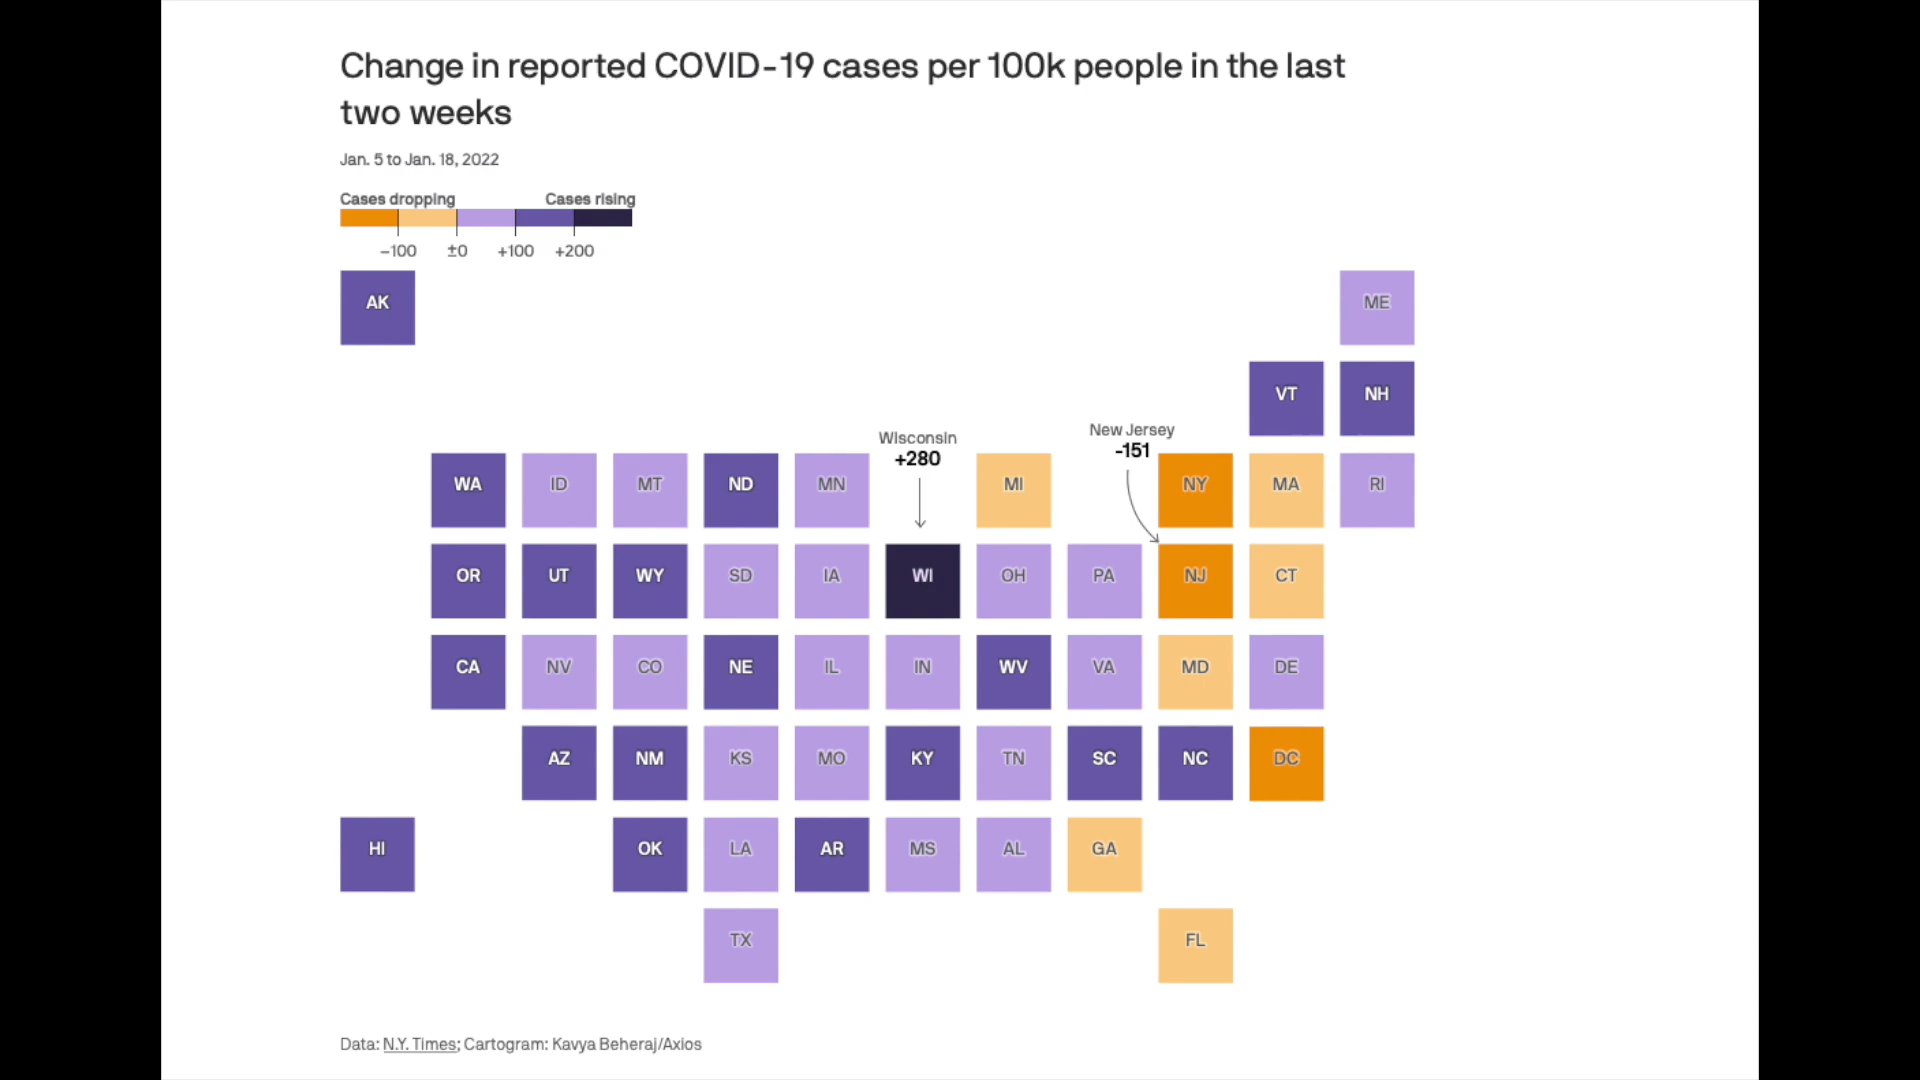 Change in reported COVID-19 cases per 100k people in the last
two weeks
Jan. 5 to Jan. 18, 2022
Cases dropping Cases rising
−100 ±0 +100 +200
AK ME
VT NH
Wisconsin
+280
New Jersey
-151
WA ID MT ND MN MI NY MA RI
OR UT WY SD IA WI OH PA NJ CT
CA NV CO NE IL IN WV VA MD DE
AZ NM KS MO KY TN SC NC DC
HI OK LA AR MS AL GA
TX FL
Data: N.Y. Times; Cartogram: Kavya Beheraj/Axios